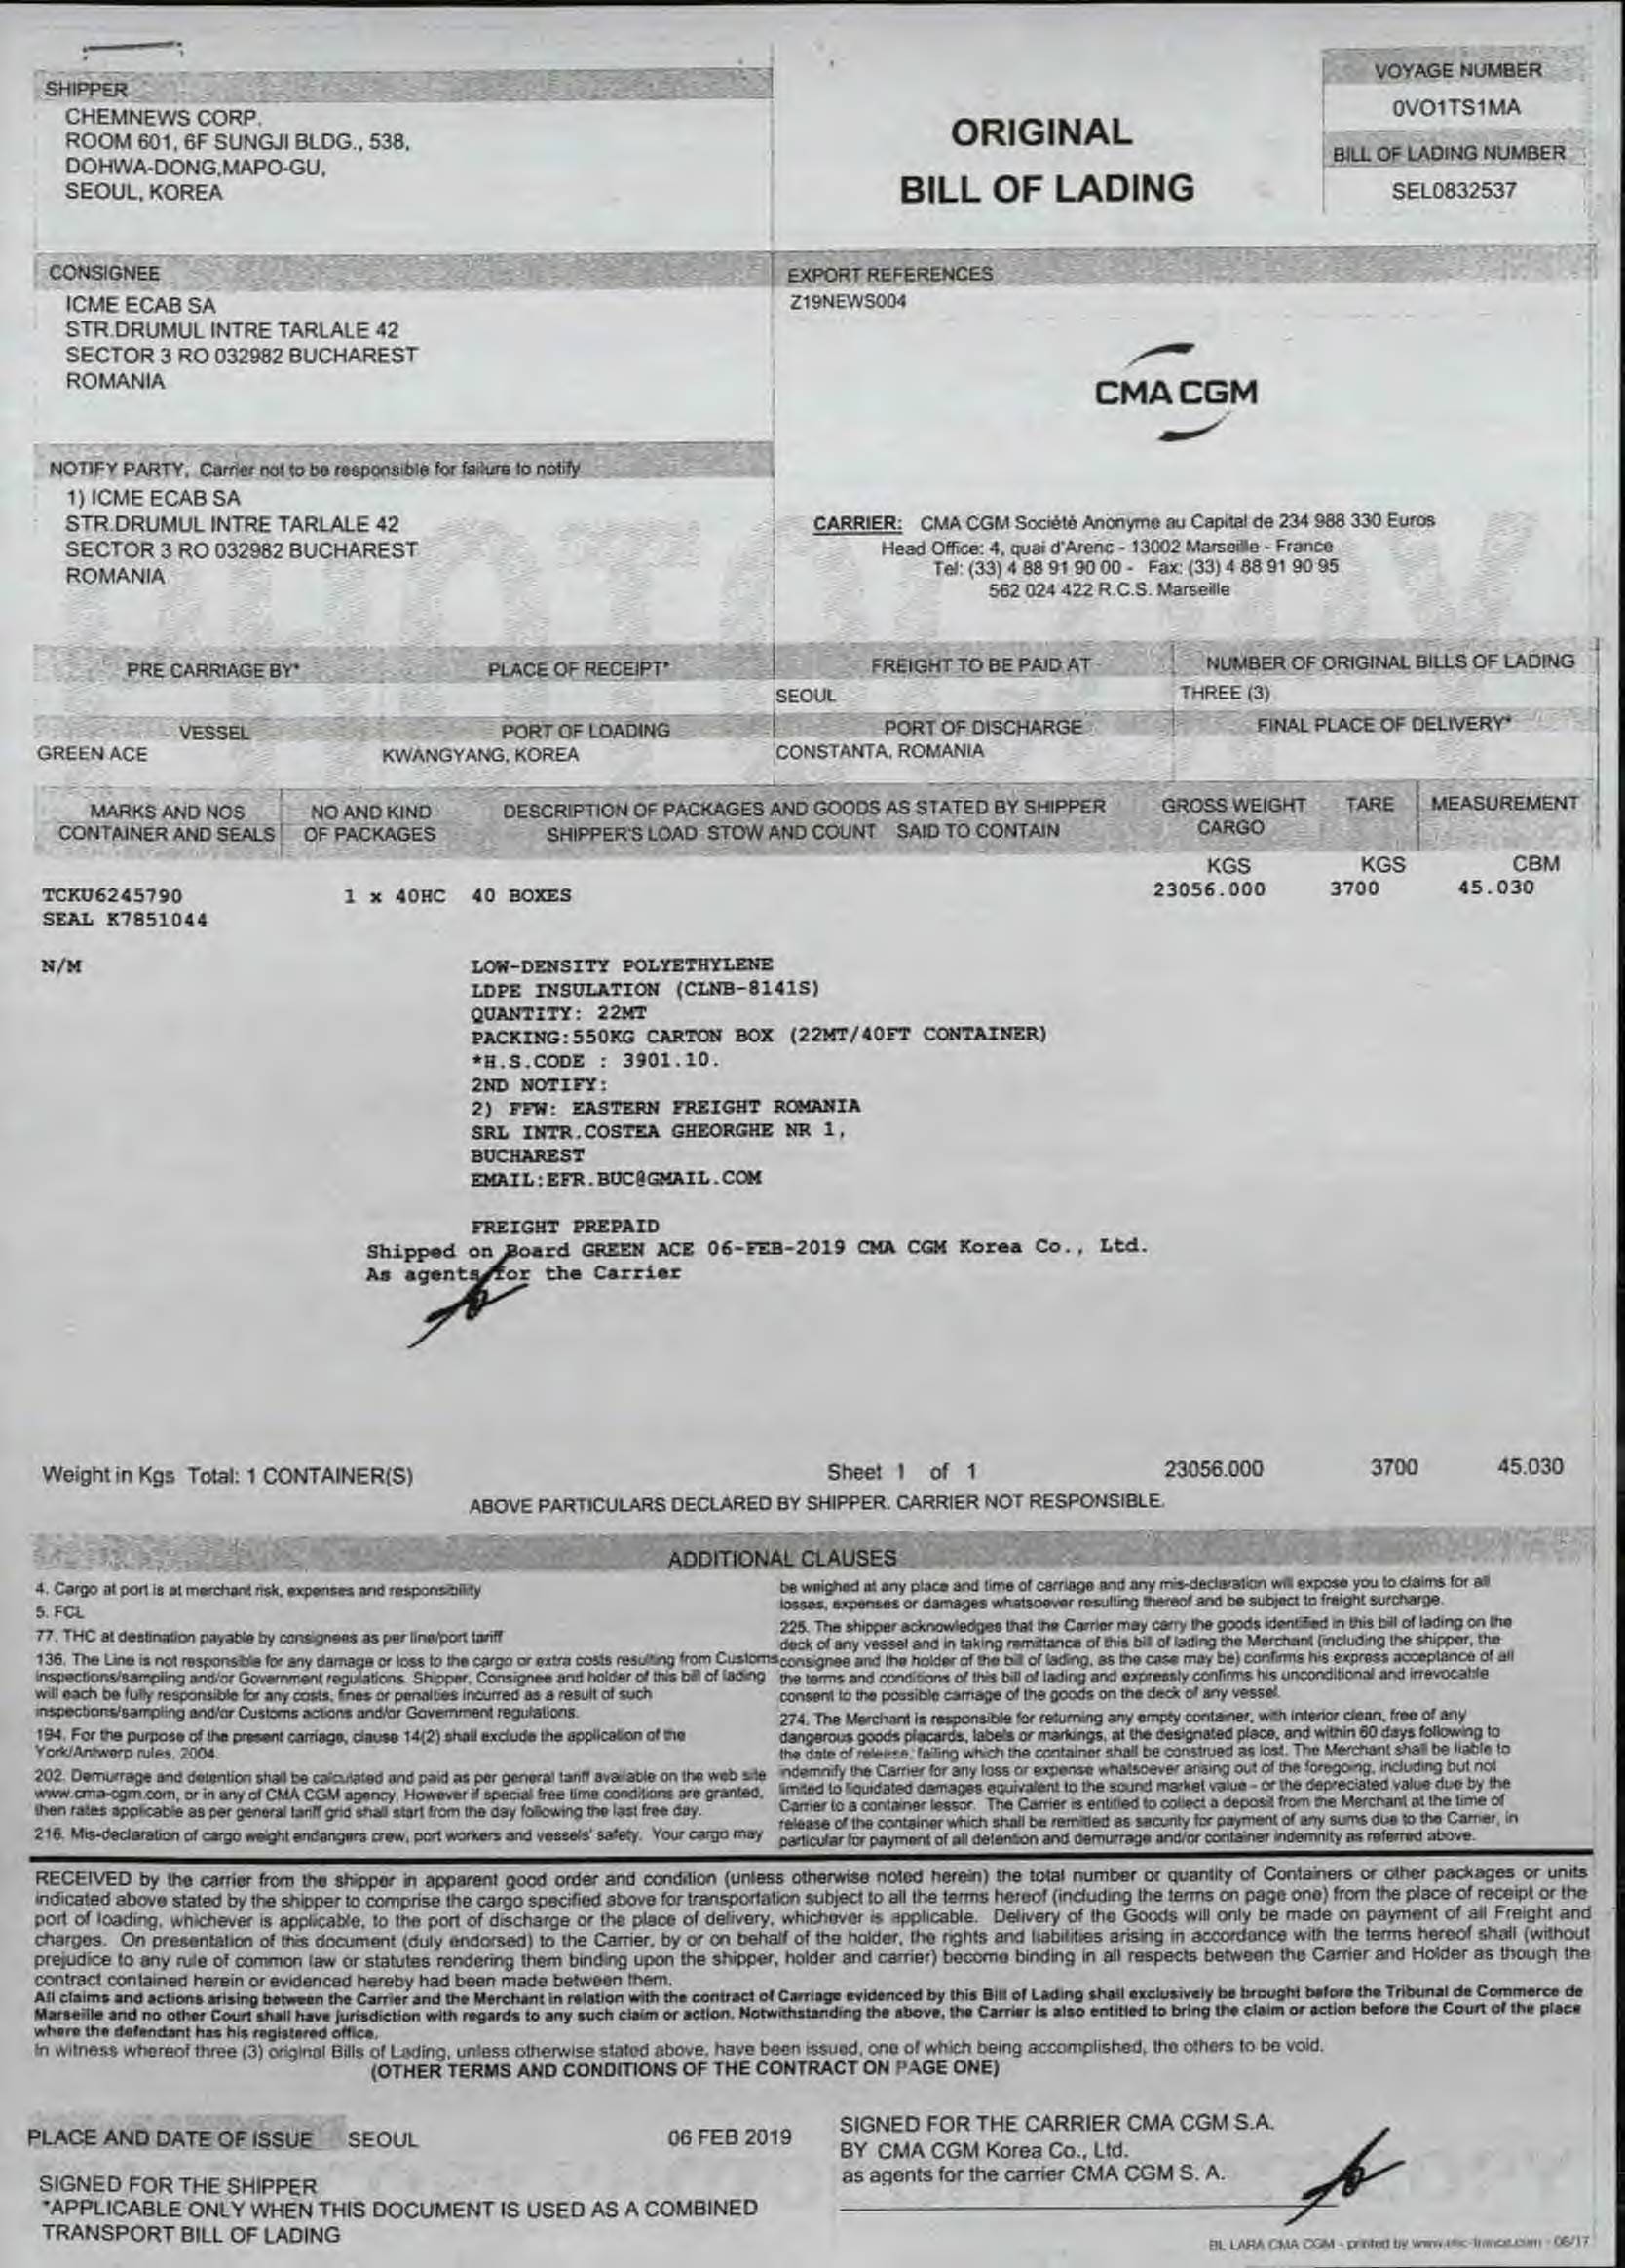 SHIPPER
CHEMNEWS CORP.
ROOM 601, 6F SUNGJI BLDG., 538,
DOHWA-DONG,MAPO-GU,
SEOUL, KOREA
ORIGINAL
BILL OF LADING
VOYAGE NUMBER
0VO1TS1MA
BILL OF LADING NUMBER
SEL0832537
CONSIGNEE
ICME ECAB SA
STR.DRUMUL INTRE TARLALE 42
SECTOR 3 RO 032982 BUCHAREST
ROMANIA
EXPORT REFERENCES
Z19NEWS004
CMA CGM
NOTIFY PARTY, Carrier not to be responsible for failure to notify
1) ICME ECAB SA
STR.DRUMUL INTRE TARLALE 42
SECTOR 3 RO 032982 BUCHAREST
ROMANIA
CARRIER: CMA CGM Société Anonyme au Capital de 234 988 330 Euros
Head Office: 4, quai d'Arenc - 13002 Marseille - France
Tel: (33) 4 88 91 90 00 - Fax: (33) 4 88 91 90 95
562 024 422 R.C.S. Marseille
PRE CARRIAGE BY* PLACE OF RECEIPT* FREIGHT TO BE PAID AT NUMBER OF ORIGINAL BILLS OF LADING
SEOUL THREE (3)
VESSEL PORT OF LOADING PORT OF DISCHARGE FINAL PLACE OF DELIVERY*
GREEN ACE KWANGYANG, KOREA CONSTANTA, ROMANIA
MARKS AND NOS NO AND KIND DESCRIPTION OF PACKAGES AND GOODS AS STATED BY SHIPPER GROSS WEIGHT TARE MEASUREMENT
CONTAINER AND SEALS OF PACKAGES SHIPPER'S LOAD STOW AND COUNT SAID TO CONTAIN CARGO
KGS KGS CBM
TCKU6245790 1 x 40HC 40 BOXES 23056.000 3700 45.030
SEAL K7851044
N/M LOW-DENSITY POLYETHYLENE
LDPE INSULATION (CLNB-8141S)
QUANTITY: 22MT
PACKING:550KG CARTON BOX (22MT/40FT CONTAINER)
*H.S.CODE : 3901.10.
2ND NOTIFY:
2) FFW: EASTERN FREIGHT ROMANIA
SRL INTR.COSTEA GHEORGHE NR 1,
BUCHAREST
EMAIL:EFR.BUC@GMAIL.COM
FREIGHT PREPAID
Shipped on Board GREEN ACE 06-FEB-2019 CMA CGM Korea Co., Ltd.
As agents for the Carrier
Weight in Kgs Total: 1 CONTAINER(S) Sheet 1 of 1 23056.000 3700 45.030
ABOVE PARTICULARS DECLARED BY SHIPPER. CARRIER NOT RESPONSIBLE.
ADDITIONAL CLAUSES
4. Cargo at port is at merchant risk, expenses and responsibility
5. FCL
77. THC at destination payable by consignees as per line/port tariff
136. The Line is not responsible for any damage or loss to the cargo or extra costs resulting from Customs
inspections/sampling and/or Government regulations. Shipper, Consignee and holder of this bill of lading
will each be fully responsible for any costs, fines or penalties incurred as a result of such
inspections/sampling and/or Customs actions and/or Government regulations.
194. For the purpose of the present carriage, clause 14(2) shall exclude the application of the
York/Antwerp rules, 2004.
202. Demurrage and detention shall be calculated and paid as per general tariff available on the web site
www.cma-cgm.com, or in any of CMA CGM agency. However if special free time conditions are granted,
then rates applicable as per general tariff grid shall start from the day following the last free day.
216. Mis-declaration of cargo weight endangers crew, port workers and vessels' safety. Your cargo may
be weighed at any place and time of carriage and any mis-declaration will expose you to claims for all
losses, expenses or damages whatsoever resulting thereof and be subject to freight surcharge.
225. The shipper acknowledges that the Carrier may carry the goods identified in this bill of lading on the
deck of any vessel and in taking remittance of this bill of lading the Merchant (including the shipper, the
consignee and the holder of the bill of lading, as the case may be) confirms his express acceptance of all
the terms and conditions of this bill of lading and expressly confirms his unconditional and irrevocable
consent to the possible carriage of the goods on the deck of any vessel.
274. The Merchant is responsible for returning any empty container, with interior clean, free of any
dangerous goods placards, labels or markings, at the designated place, and within 60 days following to
the date of release, failing which the container shall be construed as lost. The Merchant shall be liable to
indemnify the Carrier for any loss or expense whatsoever arising out of the foregoing, including but not
limited to liquidated damages equivalent to the sound market value - or the depreciated value due by the
Carrier to a container lessor. The Carrier is entitled to collect a deposit from the Merchant at the time of
release of the container which shall be remitted as security for payment of any sums due to the Carrier, in
particular for payment of all detention and demurrage and/or container indemnity as referred above.
RECEIVED by the carrier from the shipper in apparent good order and condition (unless otherwise noted herein) the total number or quantity of Containers or other packages or units
indicated above stated by the shipper to comprise the cargo specified above for transportation subject to all the terms hereof (including the terms on page one) from the place of receipt or the
port of loading, whichever is applicable, to the port of discharge or the place of delivery, whichever is applicable. Delivery of the Goods will only be made on payment of all Freight and
charges. On presentation of this document (duly endorsed) to the Carrier, by or on behalf of the holder, the rights and liabilities arising in accordance with the terms hereof shall (without
prejudice to any rule of common law or statutes rendering them binding upon the shipper, holder and carrier) become binding in all respects between the Carrier and Holder as though the
contract contained herein or evidenced hereby had been made between them.
All claims and actions arising between the Carrier and the Merchant in relation with the contract of Carriage evidenced by this Bill of Lading shall exclusively be brought before the Tribunal de Commerce de
Marseille and no other Court shall have jurisdiction with regards to any such claim or action. Notwithstanding the above, the Carrier is also entitled to bring the claim or action before the Court of the place
where the defendant has his registered office.
In witness whereof three (3) original Bills of Lading, unless otherwise stated above, have been issued, one of which being accomplished, the others to be void.
(OTHER TERMS AND CONDITIONS OF THE CONTRACT ON PAGE ONE)
PLACE AND DATE OF ISSUE SEOUL 06 FEB 2019
SIGNED FOR THE SHIPPER
*APPLICABLE ONLY WHEN THIS DOCUMENT IS USED AS A COMBINED
TRANSPORT BILL OF LADING
SIGNED FOR THE CARRIER CMA CGM S.A.
BY CMA CGM Korea Co., Ltd.
as agents for the carrier CMA CGM S. A.
BL LARA CMA CGM - printed by - 06/17